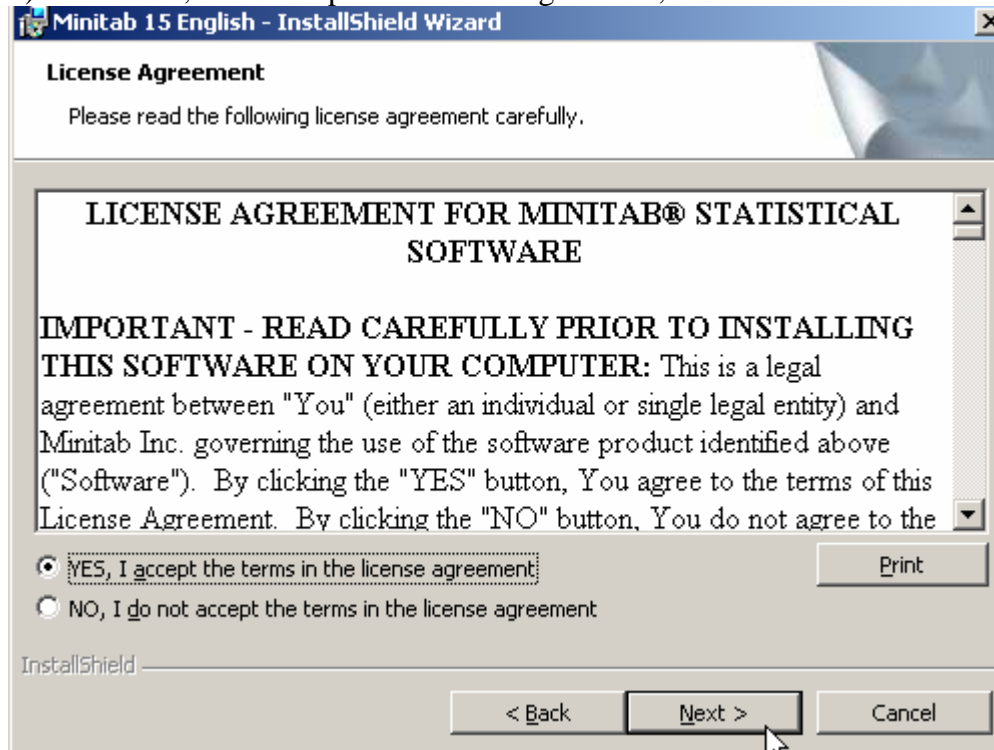 Minitab 15 English - InstallShield Wizard
License Agreement
Please read the following license agreement carefully.
LICENSE AGREEMENT FOR MINITAB® STATISTICAL
SOFTWARE
IMPORTANT - READ CAREFULLY PRIOR TO INSTALLING
THIS SOFTWARE ON YOUR COMPUTER: This is a legal
agreement between "You" (either an individual or single legal entity) and
Minitab Inc. governing the use of the software product identified above
("Software"). By clicking the "YES" button, You agree to the terms of this
License Agreement. By clicking the "NO" button, You do not agree to the
YES, I accept the terms in the license agreement
Print
NO, I do not accept the terms in the license agreement
InstallShield
< Back Next > Cancel